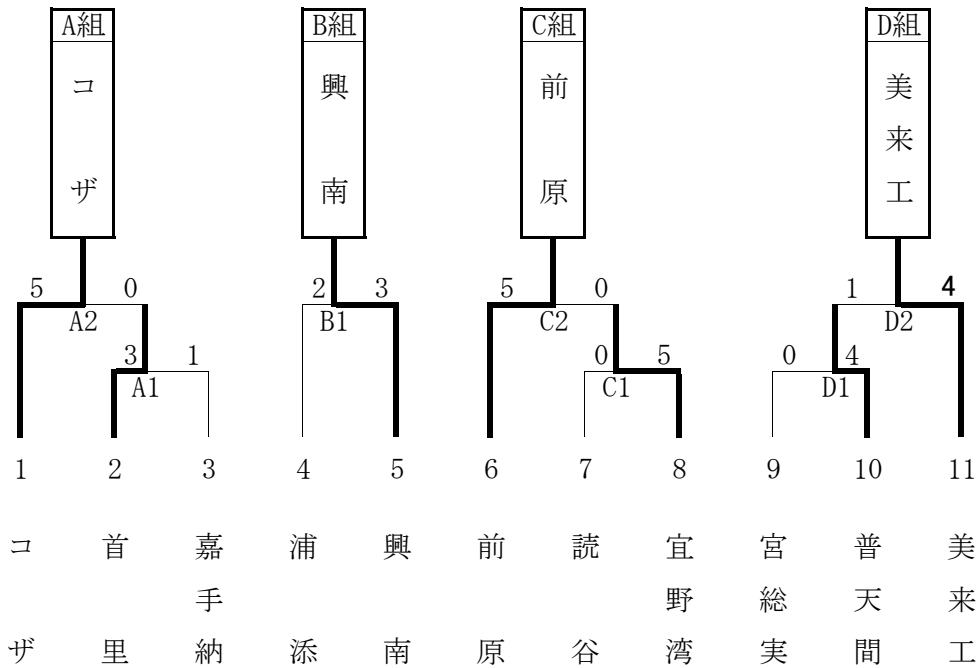 A組 B組 C組 D組
コザ 興南 前原 美来工
5 0 2 3 5 0 1 4
A2 B1 C2 D2
3 1 0 5 0 4
A1 C1 D1
1 2 3 4 5 6 7 8 9 10 11
コザ 首里 嘉手納 浦添 興南 前原 読谷 宜野湾 宮総実 普天間 美来工